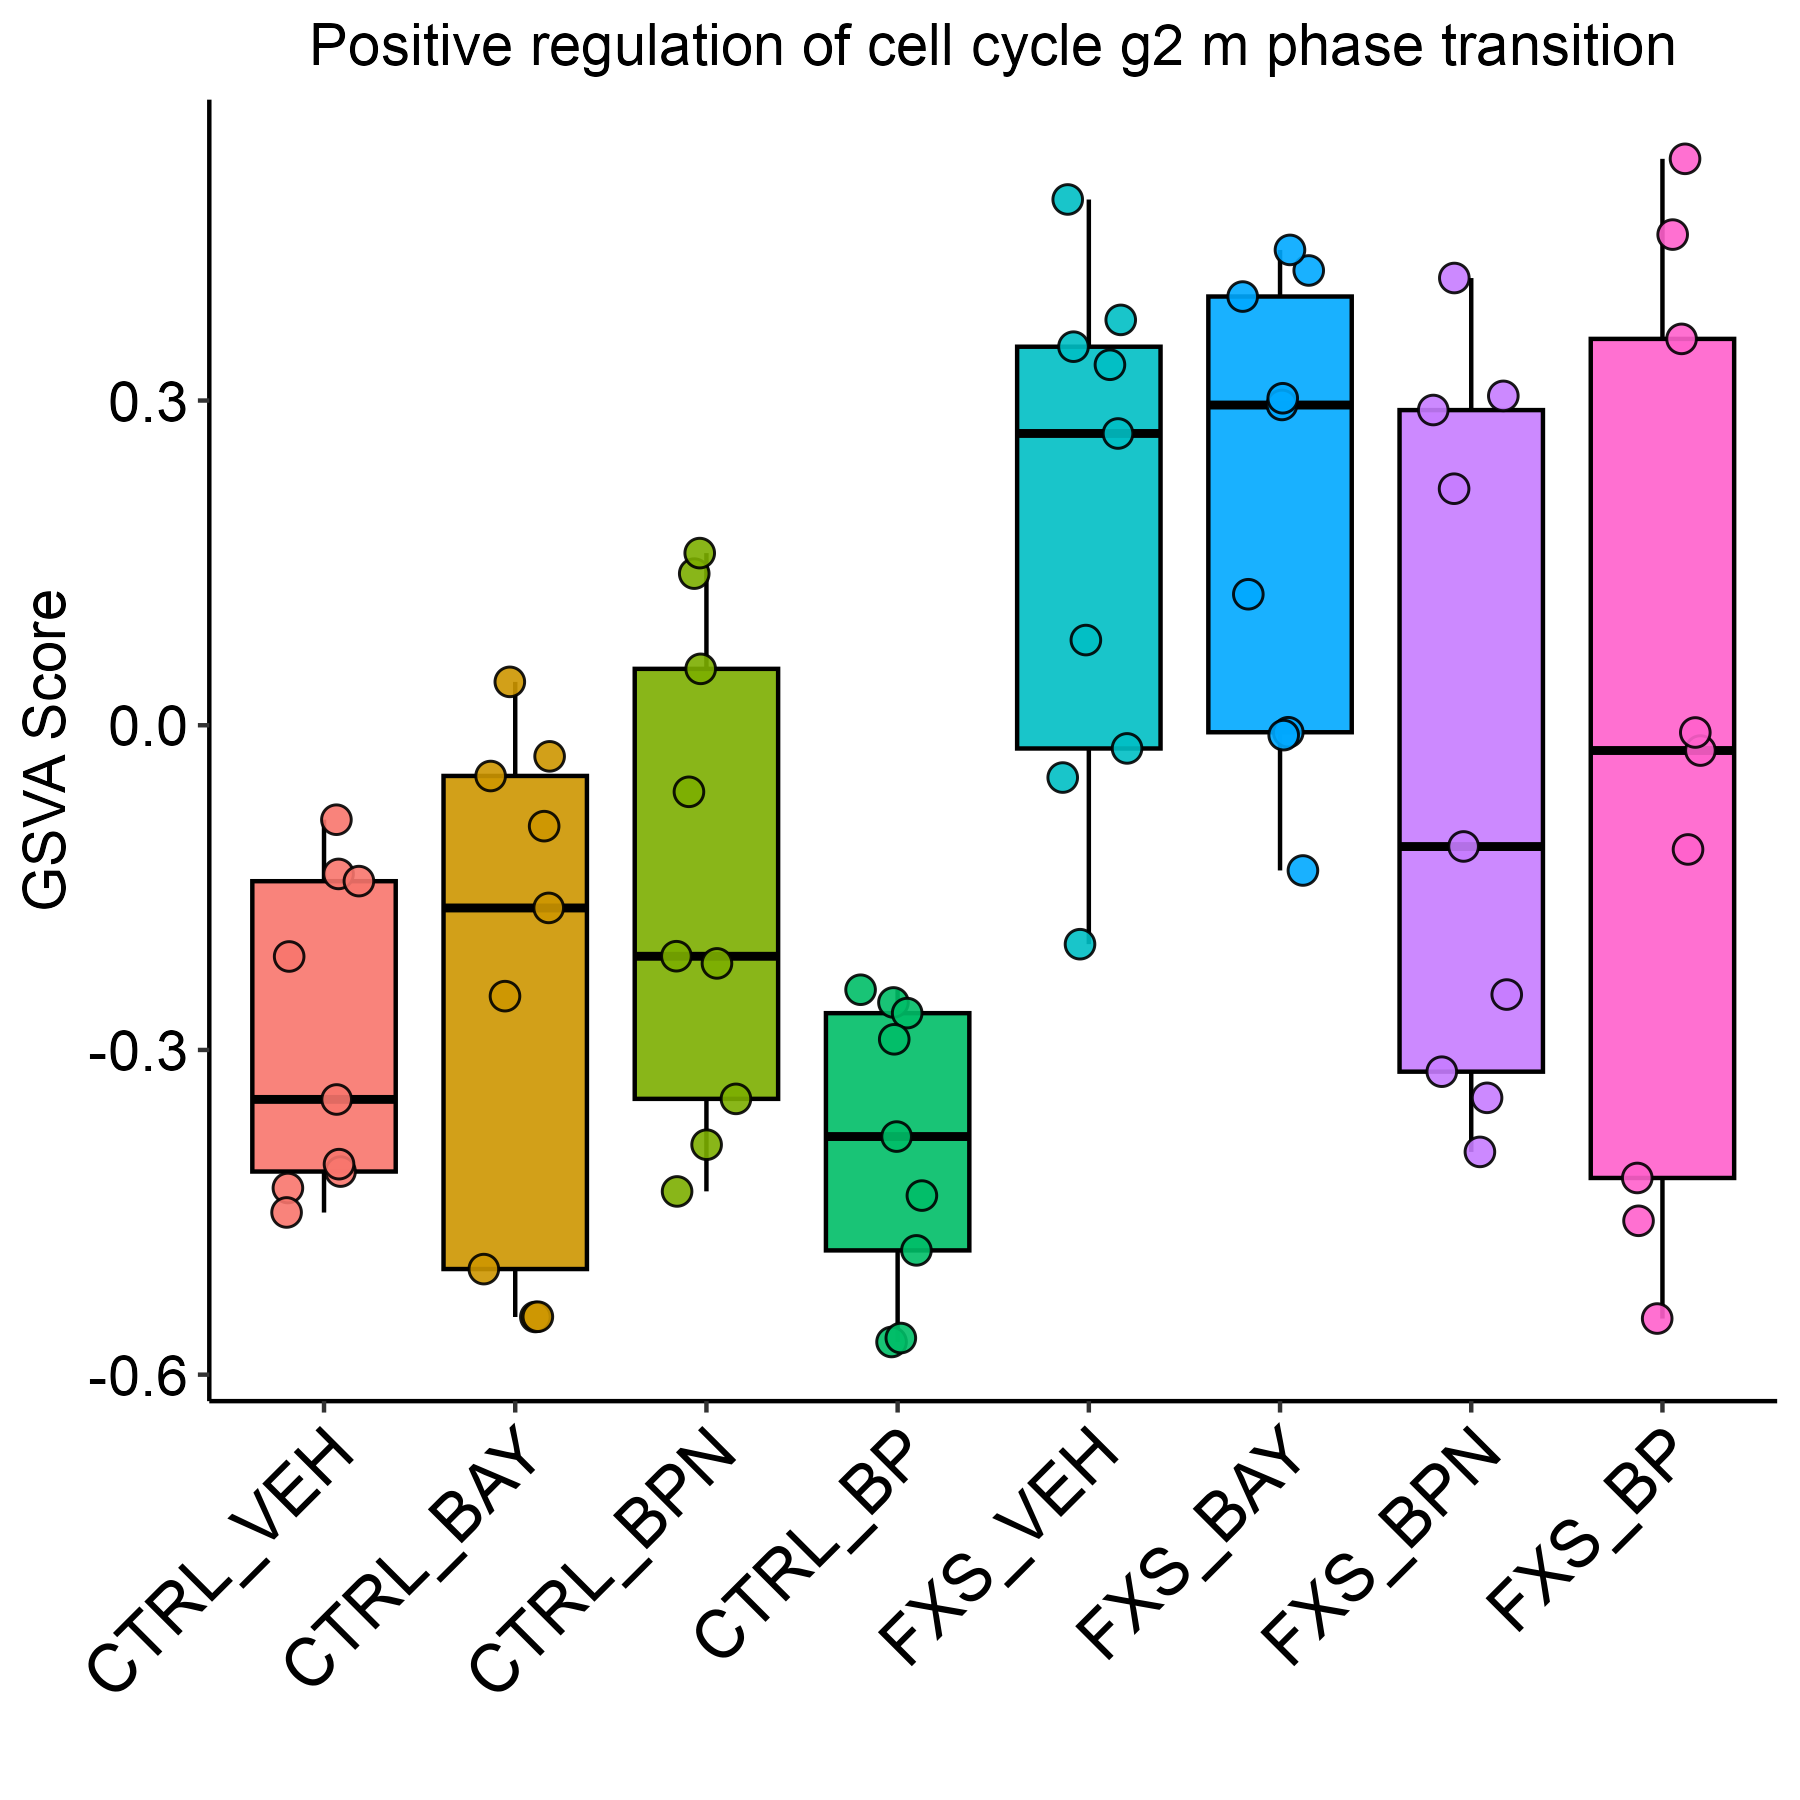 Positive regulation of cell cycle g2 m phase transition
GSVA Score
0.3
0.0
-0.3
-0.6
CTRL_VEH
CTRL_BAY
CTRL_BPN
CTRL_BP
FXS_VEH
FXS_BAY
FXS_BPN
FXS_BP